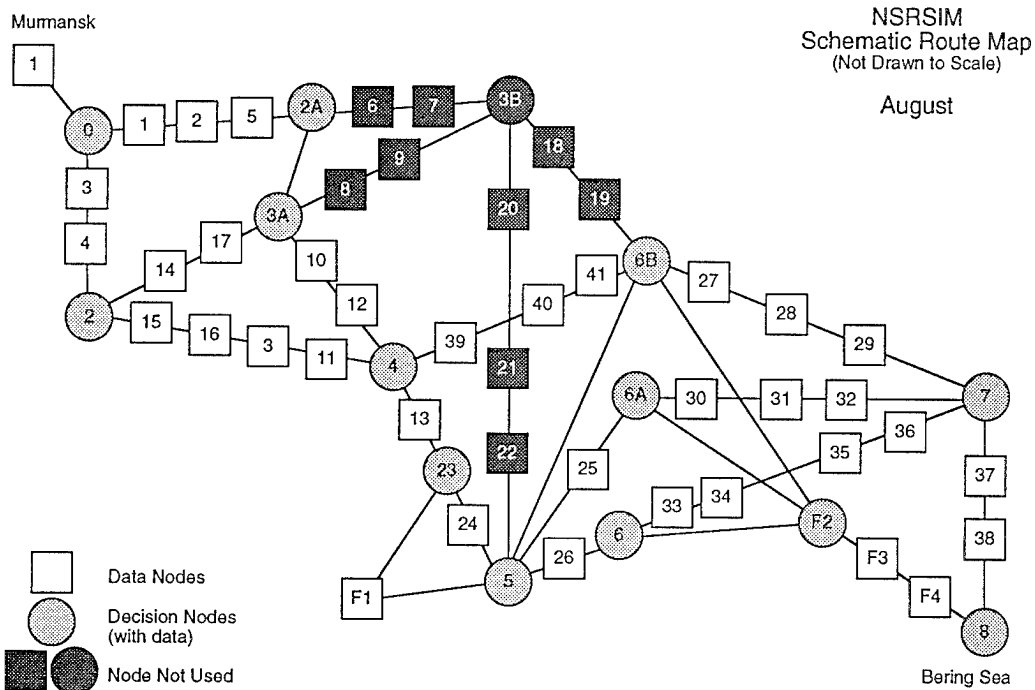 Murmansk
NSRSIM
Schematic Route Map
(Not Drawn to Scale)
August
1
0
1
2
5
2A
6
7
3B
3
4
8
9
18
19
20
3A
17
14
10
12
2
15
16
3
11
4
39
40
41
6B
27
28
29
21
22
13
23
24
25
6A
30
31
32
7
36
35
34
33
6
26
5
F1
F2
F3
F4
37
38
8
Data Nodes
Decision Nodes
(with data)
Node Not Used
Bering Sea